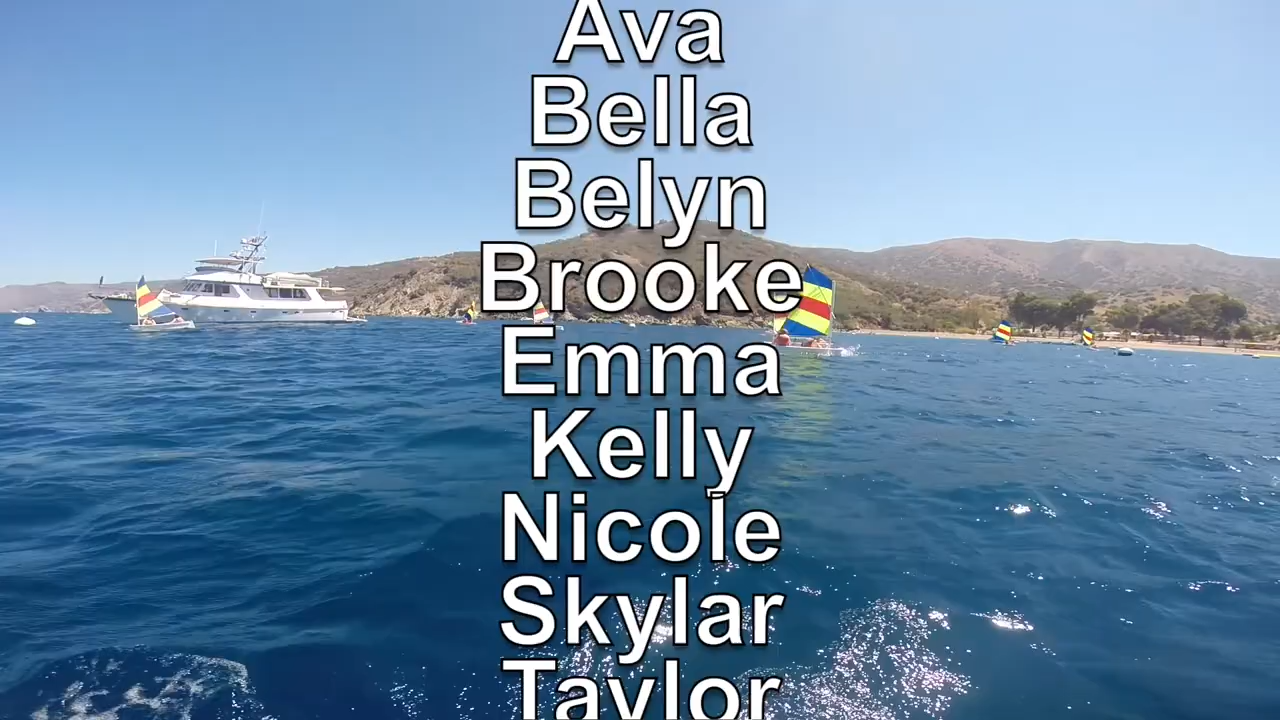 Ava
Bella
Belyn
Brooke
Emma
Kelly
Nicole
Skylar
Taylor